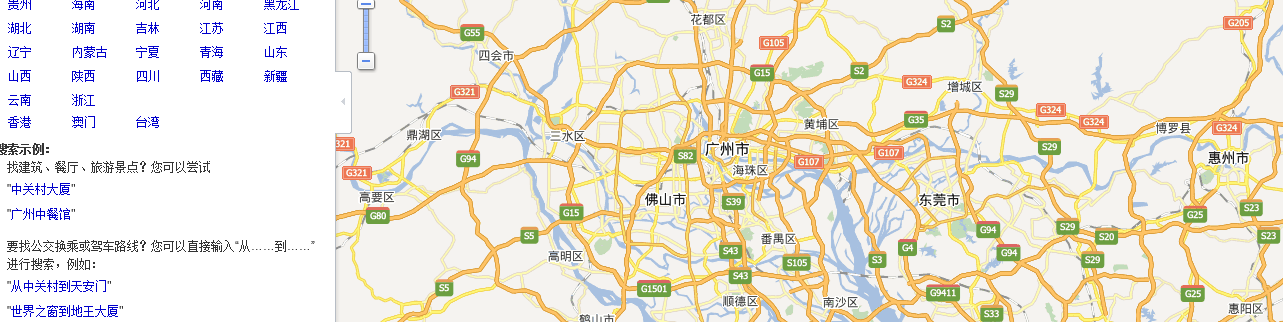 贵州 海南 河北 河南 黑龙江
湖北 湖南 吉林 江苏 江西
辽宁 内蒙古 宁夏 青海 山东
山西 陕西 四川 西藏 新疆
云南 浙江
香港 澳门 台湾
搜索示例:
找建筑、餐厅、旅游景点?您可以尝试
"中关村大厦"
"广州中餐馆"
要找公交换乘或驾车路线?您可以直接输入“从……到……”
进行搜索,例如:
"从中关村到天安门"
"世界之窗到地王大厦"
花都区
S2
G205
G55
四会市
G105
G15
S2
G324
增城区
S29
G321
G324
G324
鼎湖区
三水区
黄埔区
G35
博罗县
G324
321
广州市
S29
G94
S82
G107
G107
惠州市
G321
海珠区
高要区
佛山市
S39
东莞市
G80
G15
S23
G25
S5
番禺区
G94
S29
S20
S23
高明区
S43
G4
G94
S105
S3
S29
S43
S5
G1501
G9411
G25
顺德区
南沙区
惠阳区
鹤山市
S33